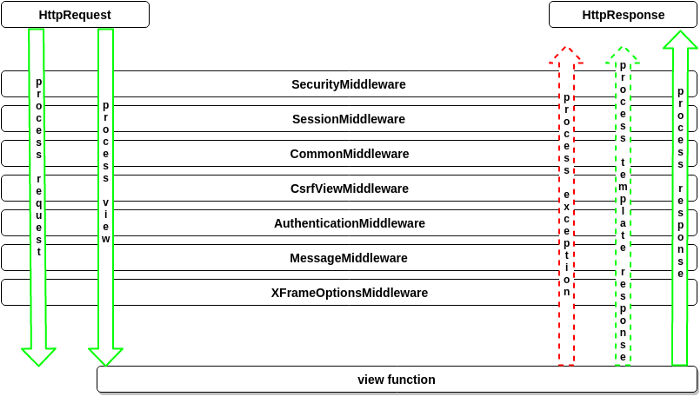 HttpRequest
HttpResponse
SecurityMiddleware
SessionMiddleware
CommonMiddleware
CsrfViewMiddleware
AuthenticationMiddleware
MessageMiddleware
XFrameOptionsMiddleware
view function
process request
process view
process exception
process template response
process response